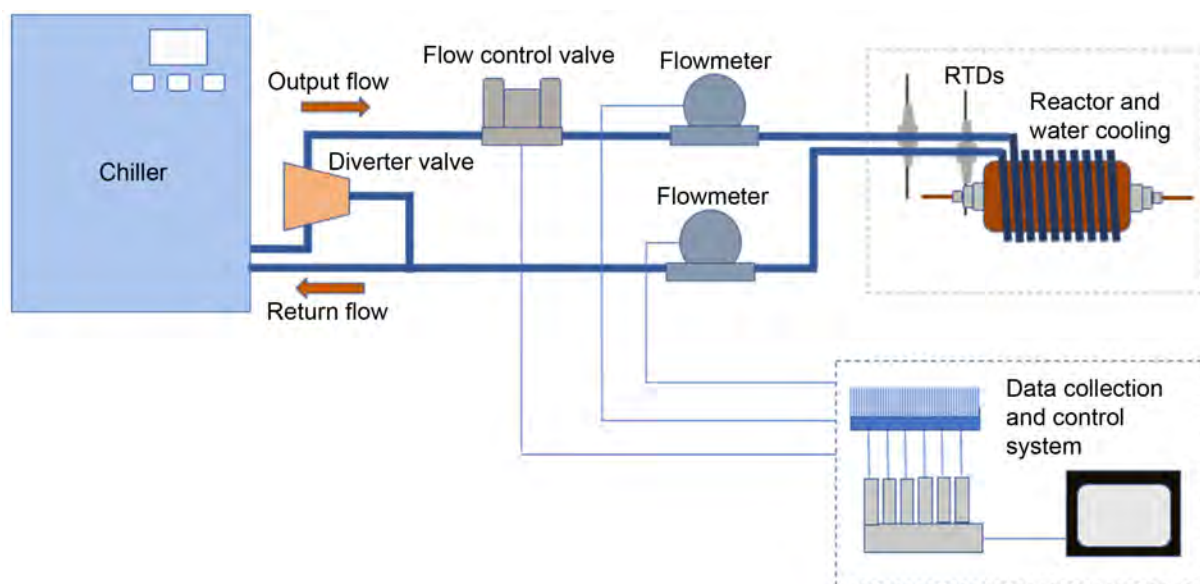 Chiller
Output flow
Diverter valve
Return flow
Flow control valve
Flowmeter
Flowmeter
RTDs
Reactor and
water cooling
Data collection
and control
system